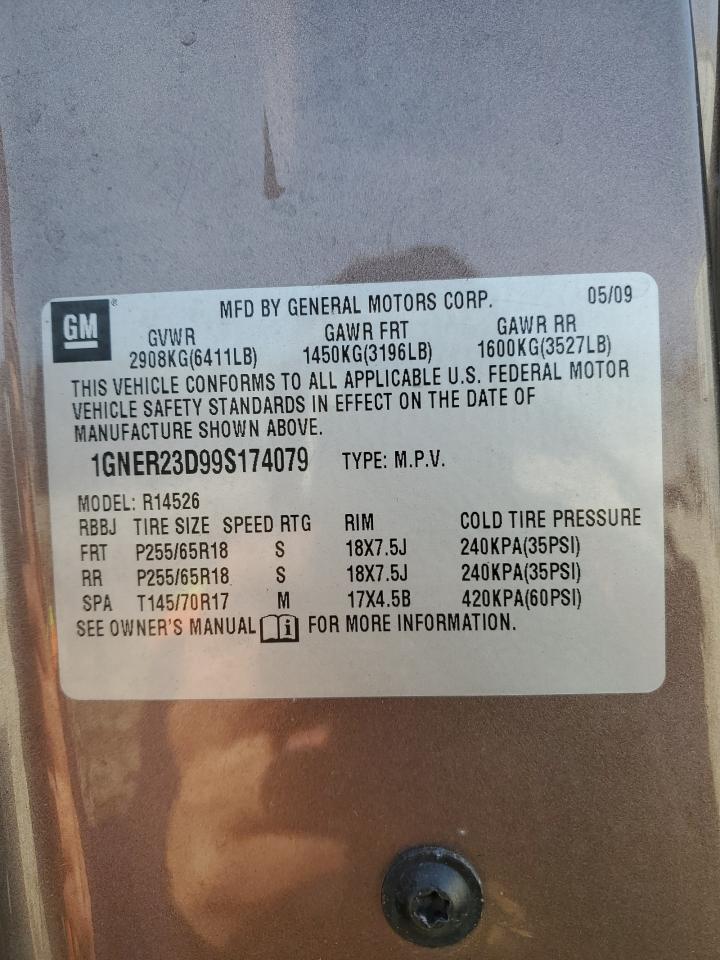 GM®
MFD BY GENERAL MOTORS CORP. 05/09
GVWR GAWR FRT GAWR RR
2908KG(6411LB) 1450KG(3196LB) 1600KG(3527LB)
THIS VEHICLE CONFORMS TO ALL APPLICABLE U.S. FEDERAL MOTOR
VEHICLE SAFETY STANDARDS IN EFFECT ON THE DATE OF
MANUFACTURE SHOWN ABOVE.
1GNER23D99S174079 TYPE: M.P.V.
MODEL: R14526
RBBJ TIRE SIZE SPEED RTG RIM COLD TIRE PRESSURE
FRT P255/65R18 S 18X7.5J 240KPA(35PSI)
RR P255/65R18 S 18X7.5J 240KPA(35PSI)
SPA T145/70R17 M 17X4.5B 420KPA(60PSI)
SEE OWNER'S MANUAL i FOR MORE INFORMATION.